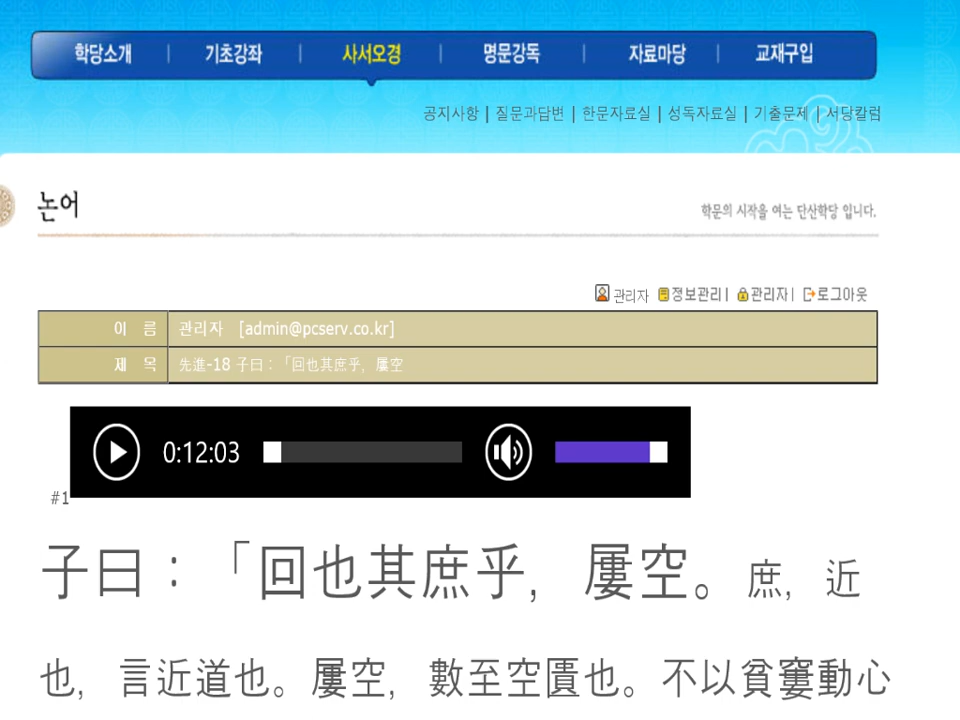 학당소개 | 기초강좌 | 사서오경 | 명문강독 | 자료마당 | 교재구입
공지사항 | 질문과답변 | 한문자료실 | 성독자료실 | 기출문제 | 서당칼럼
논어
학문의 시작을 여는 단산학당 입니다.
관리자 정보관리 | 관리자 | 로그아웃
이 름 관리자 [admin@pcserv.co.kr]
제 목 先進-18 子曰：「回也其庶乎, 屢空
0:12:03
#1
子曰：「回也其庶乎, 屢空。庶, 近
也, 言近道也。屢空, 數至空匱也。不以貧窶動心